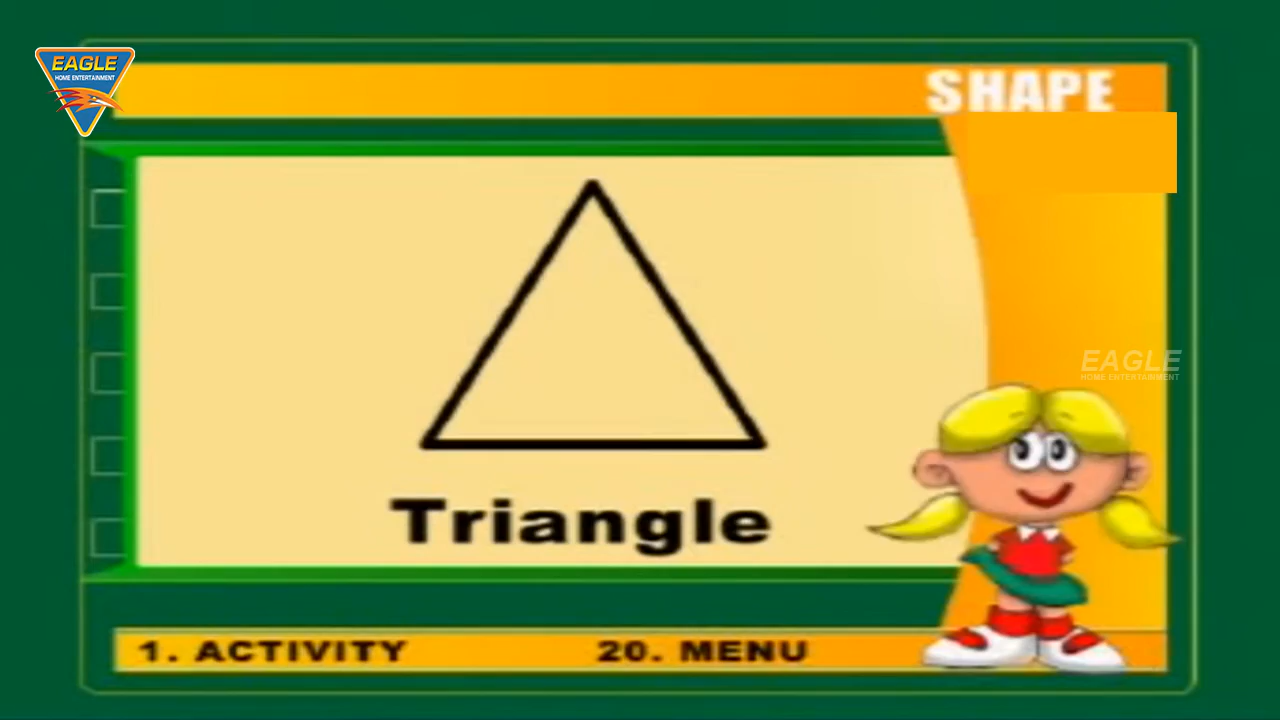 EAGLE
HOME ENTERTAINMENT
SHAPE
EAGLE
HOME ENTERTAINMENT
Triangle
1. ACTIVITY
20. MENU